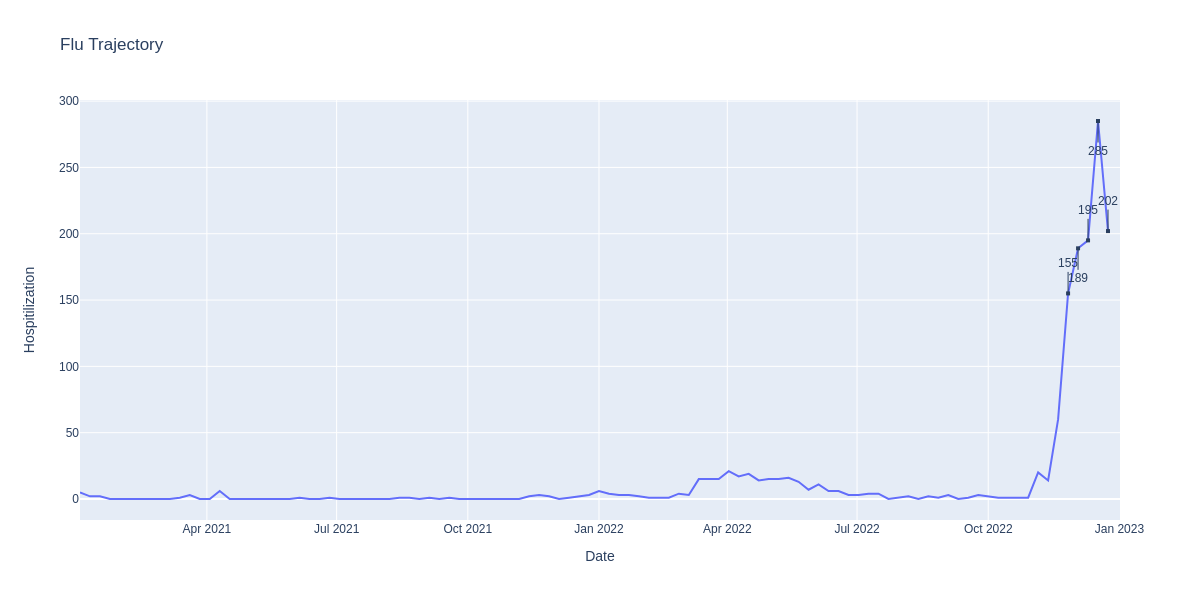 Flu Trajectory
300
250
200
150
100
50
0
Hospitilization
285
202
195
155
189
Apr 2021
Jul 2021
Oct 2021
Jan 2022
Apr 2022
Jul 2022
Oct 2022
Jan 2023
Date